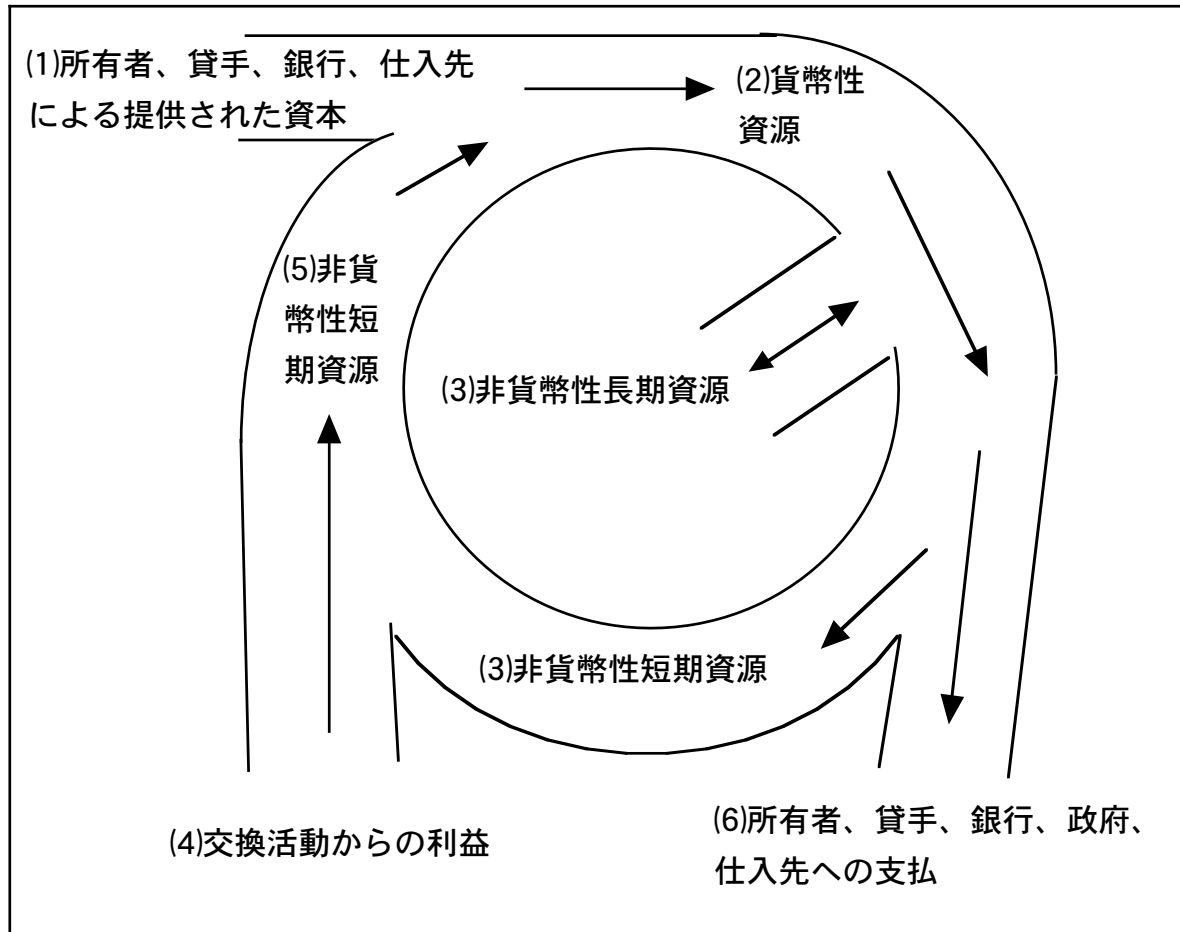 ⑴所有者、貸手、銀行、仕入先
による提供された資本
⑵貨幣性
資源
⑸非貨
幣性短
期資源
⑶非貨幣性長期資源
⑶非貨幣性短期資源
⑷交換活動からの利益
⑹所有者、貸手、銀行、政府、
仕入先への支払